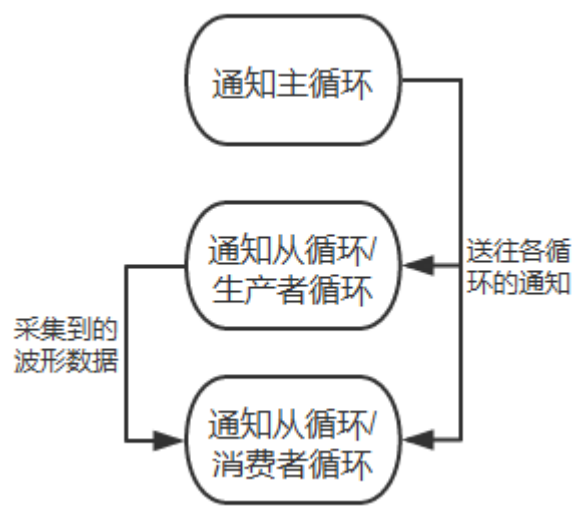 通知主循环
通知从循环/
生产者循环
送往各循
环的通知
采集到的
波形数据
通知从循环/
消费者循环